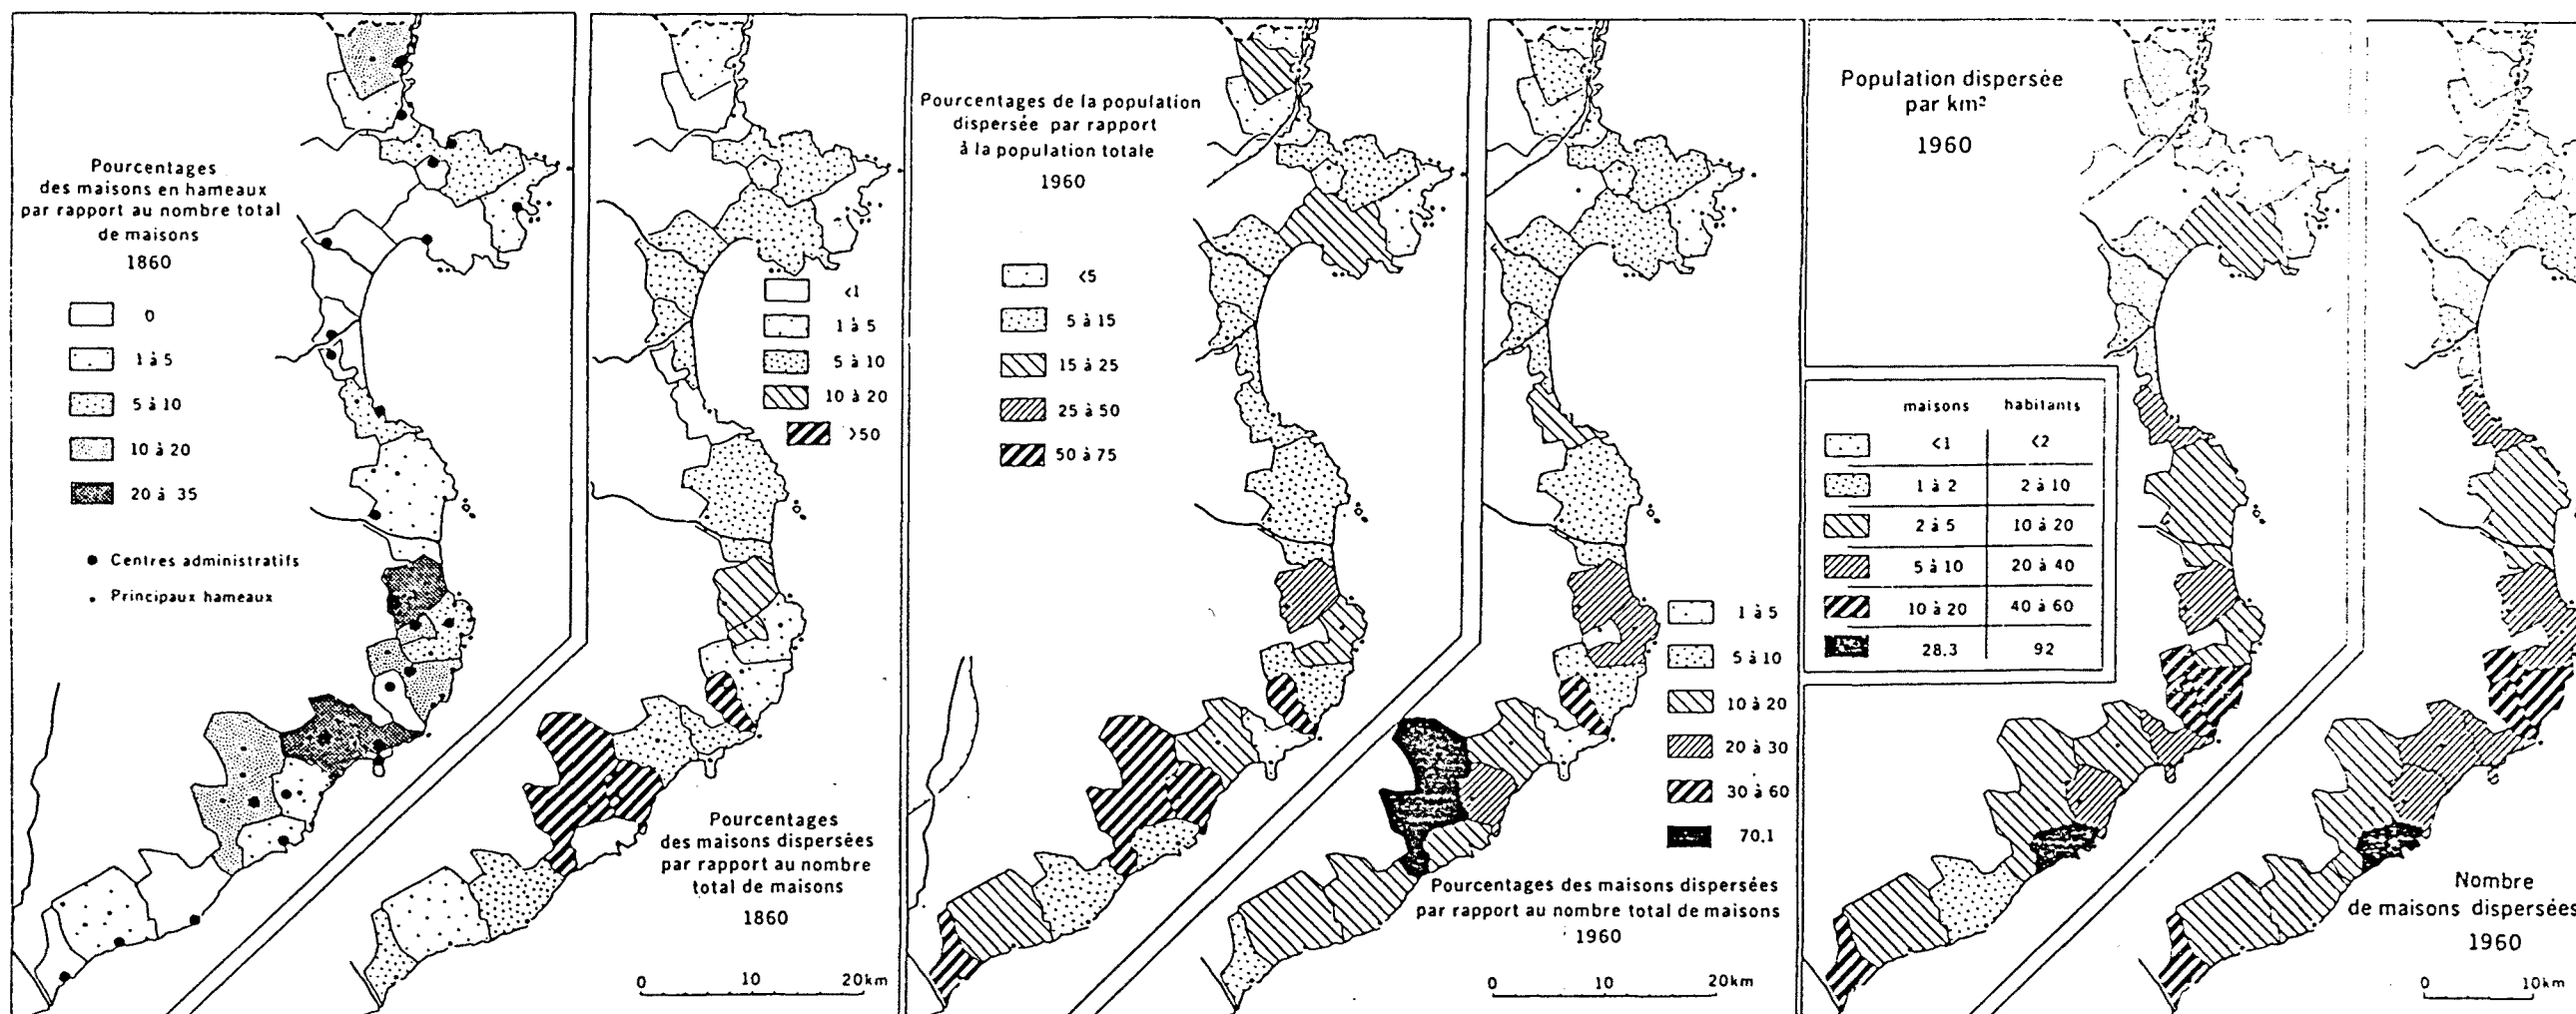 Pourcentages
des maisons en hameaux
par rapport au nombre total
de maisons
1860
0
1 à 5
5 à 10
10 à 20
20 à 35
Centres administratifs
Principaux hameaux
<1
1 à 5
5 à 10
10 à 20
>50
Pourcentages
des maisons dispersées
par rapport au nombre
total de maisons
1860
0 10 20km
Pourcentages de la population
dispersée par rapport
à la population totale
1960
<5
5 à 15
15 à 25
25 à 50
50 à 75
1 à 5
5 à 10
10 à 20
20 à 30
30 à 60
70,1
Pourcentages des maisons dispersées
par rapport au nombre total de maisons
1960
0 10 20km
Population dispersée
par km²
1960
maisons habitants
<1 <2
1 à 2 2 à 10
2 à 5 10 à 20
5 à 10 20 à 40
10 à 20 40 à 60
28.3 92
Nombre
de maisons dispersées
1960
0 10km